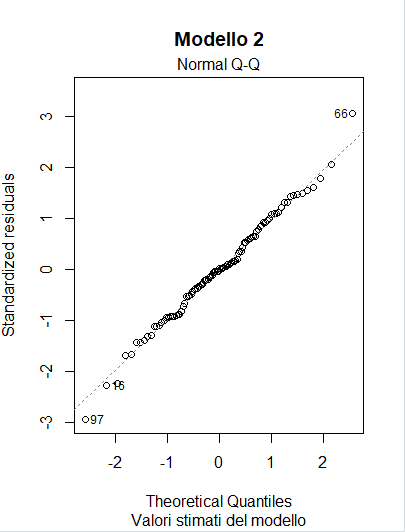 Modello 2
Normal Q-Q
Standardized residuals
3
2
1
0
-1
-2
-3
66
16
97
-2 -1 0 1 2
Theoretical Quantiles
Valori stimati del modello